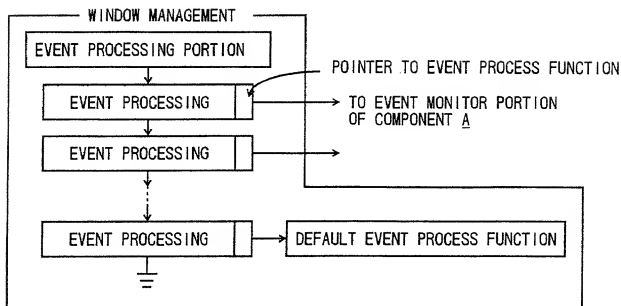 WINDOW MANAGEMENT
EVENT PROCESSING PORTION
POINTER TO EVENT PROCESS FUNCTION
EVENT PROCESSING
TO EVENT MONITOR PORTION
OF COMPONENT A
EVENT PROCESSING
EVENT PROCESSING
DEFAULT EVENT PROCESS FUNCTION